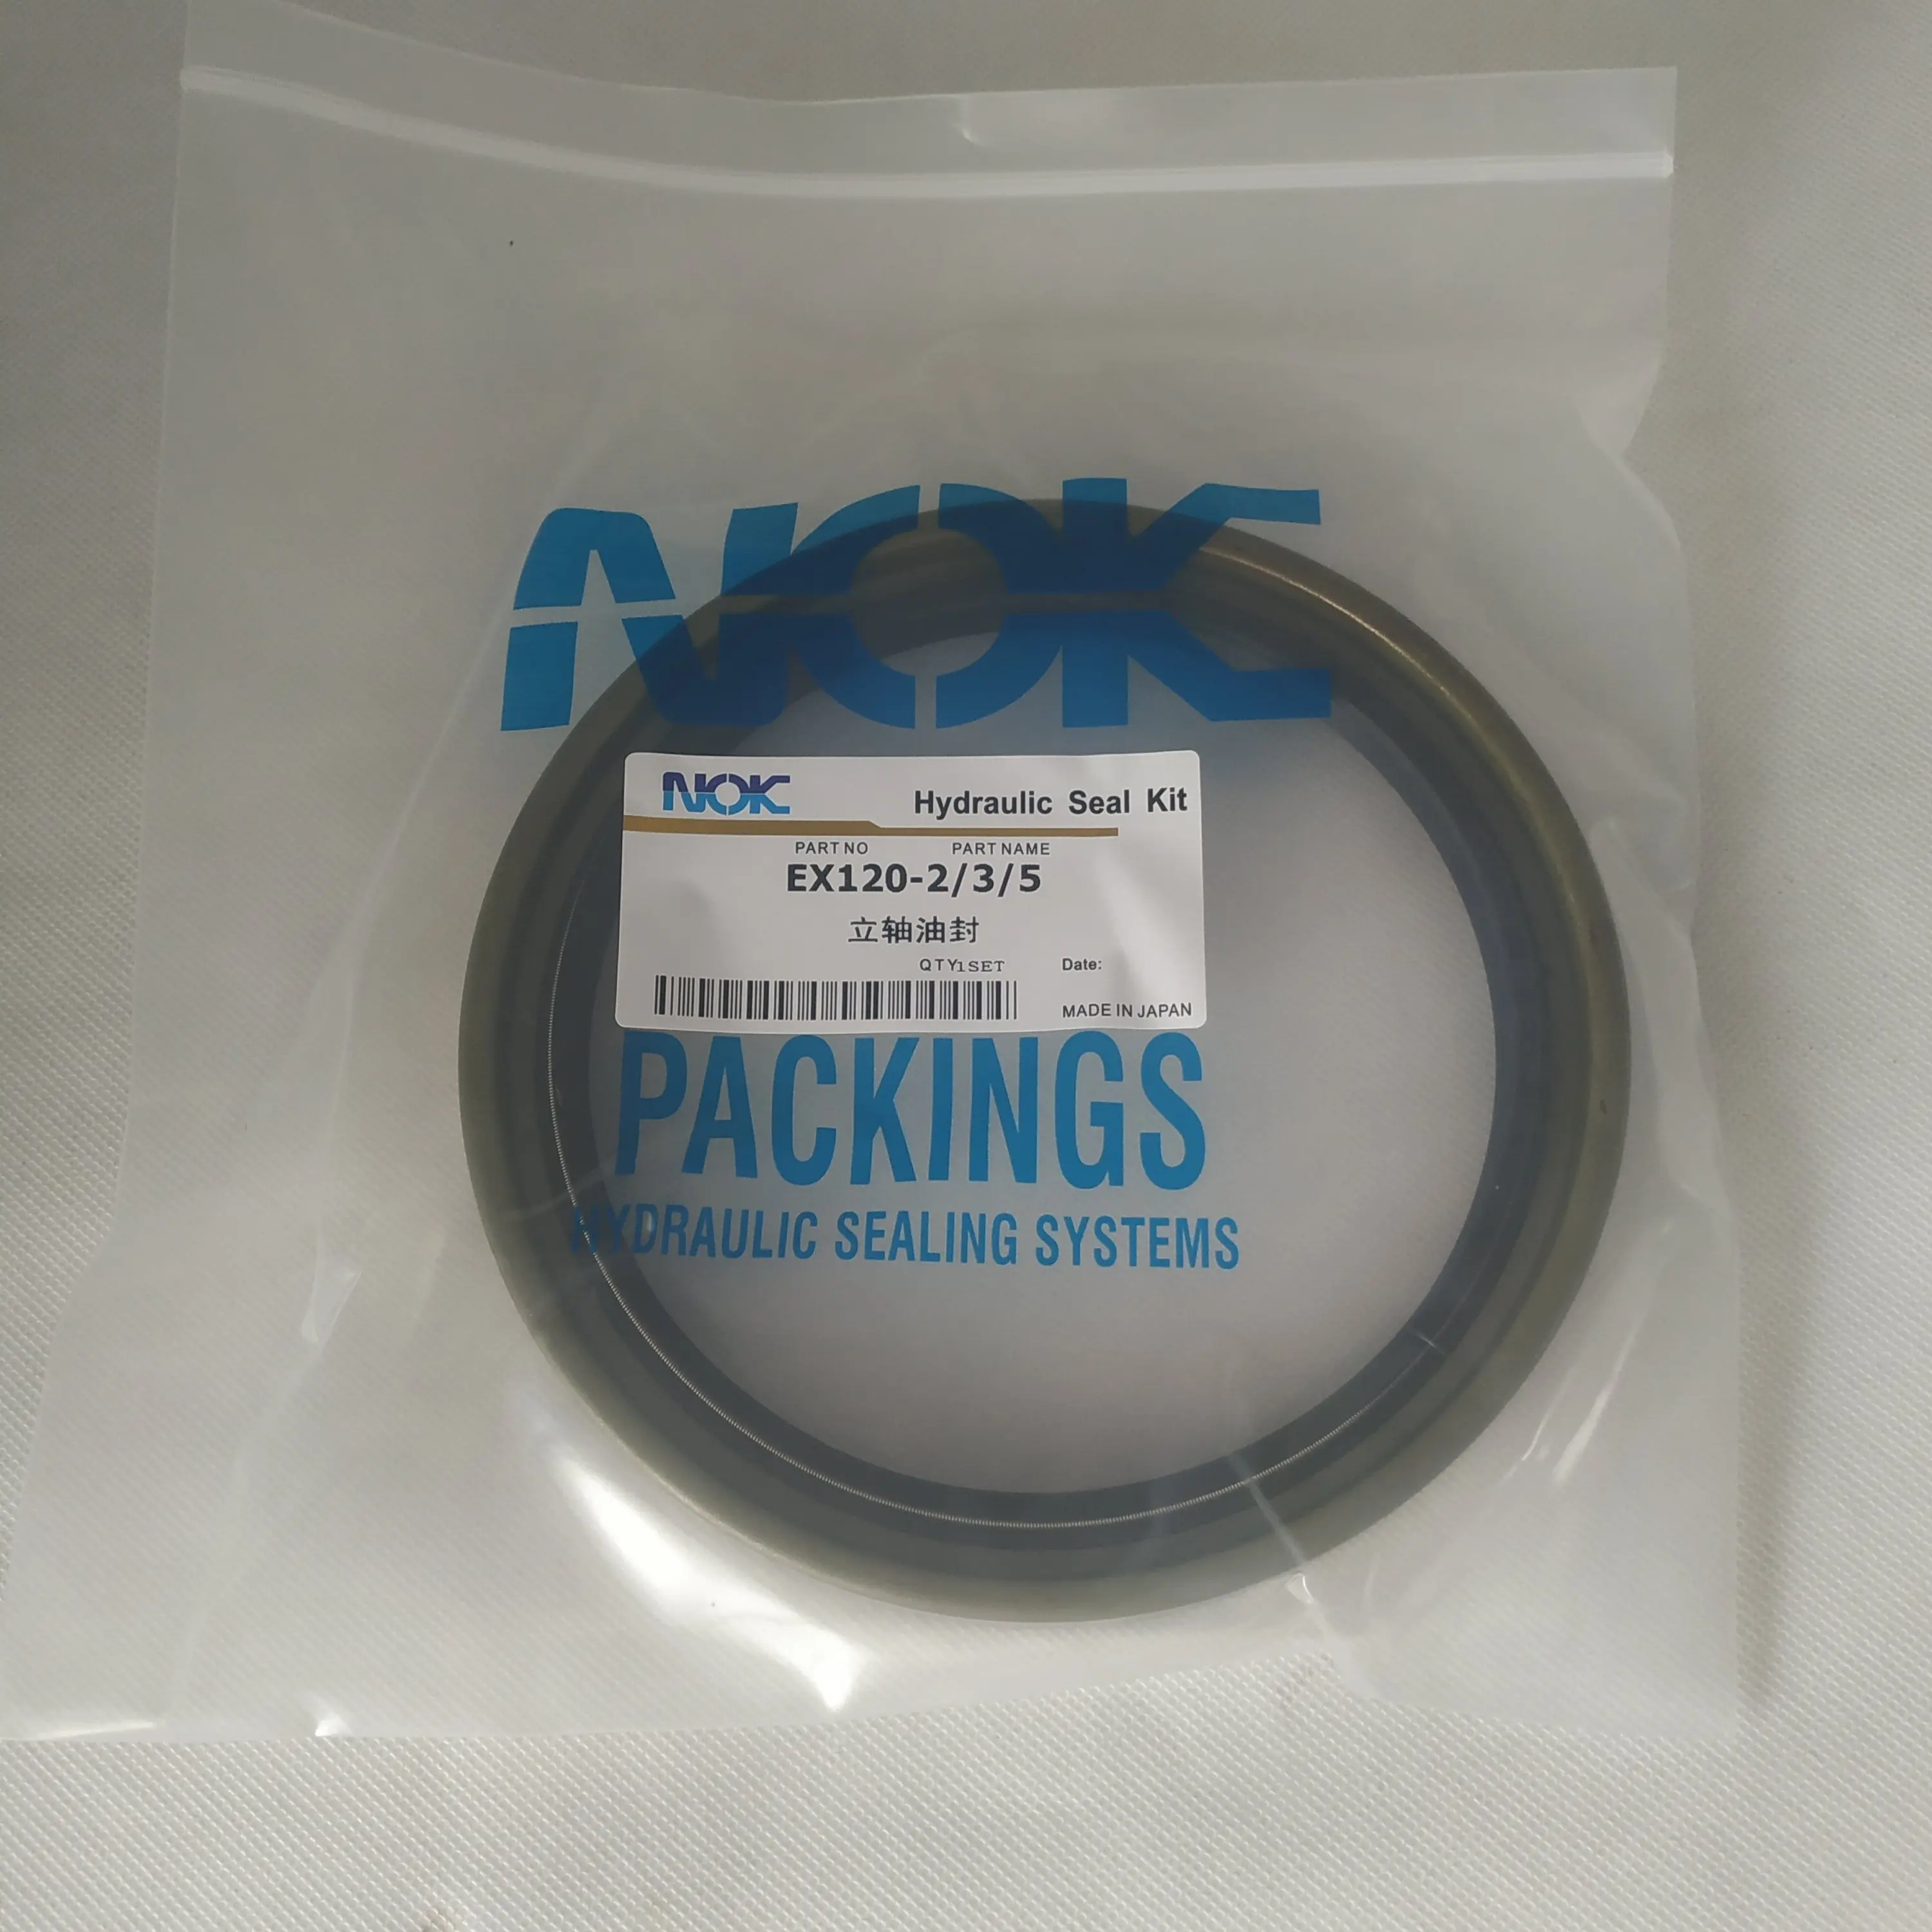 NOK
NOK
Hydraulic Seal Kit
PART NO PART NAME
EX120-2/3/5
立轴油封
QTY1SET Date:
MADE IN JAPAN
PACKINGS
HYDRAULIC SEALING SYSTEMS